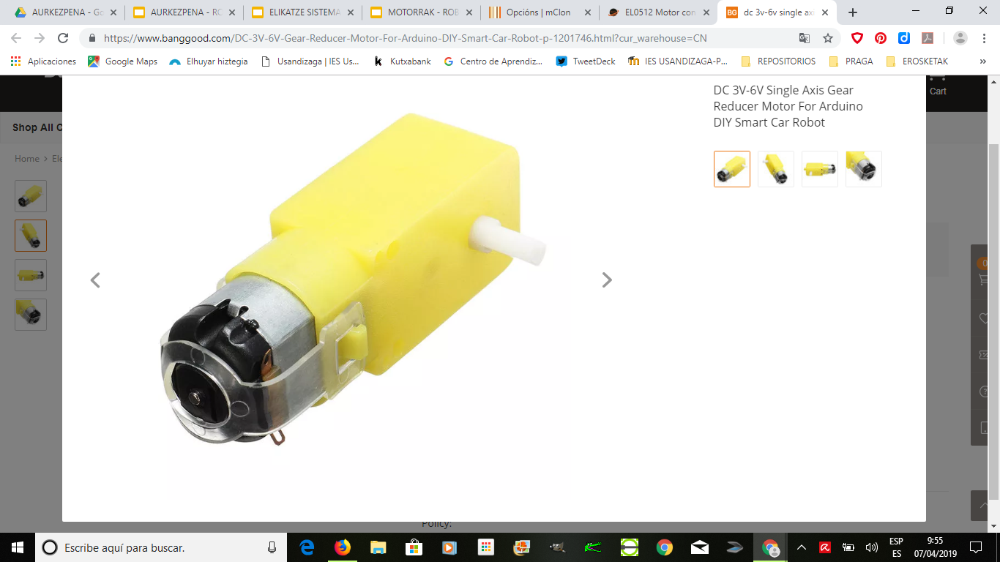 AURKEZPENA - Go
AURKEZPENA - RO
ELIKATZE SISTEMA
MOTORRAK - ROB
Opcións | mClon
EL0512 Motor con
dc 3v-6v single axi
https://www.banggood.com/DC-3V-6V-Gear-Reducer-Motor-For-Arduino-DIY-Smart-Car-Robot-p-1201746.html?cur_warehouse=CN
Aplicaciones
Google Maps
Elhuyar hiztegia
Usandizaga | IES Us...
Kutxabank
Centro de Aprendiz...
TweetDeck
IES USANDIZAGA-P...
REPOSITORIOS
PRAGA
EROSKETAK
»
Cart
Shop All C
Home > Ele
DC 3V-6V Single Axis Gear
Reducer Motor For Arduino
DIY Smart Car Robot
BG
0
Policy:
Escribe aquí para buscar.
ESP
ES
9:55
07/04/2019